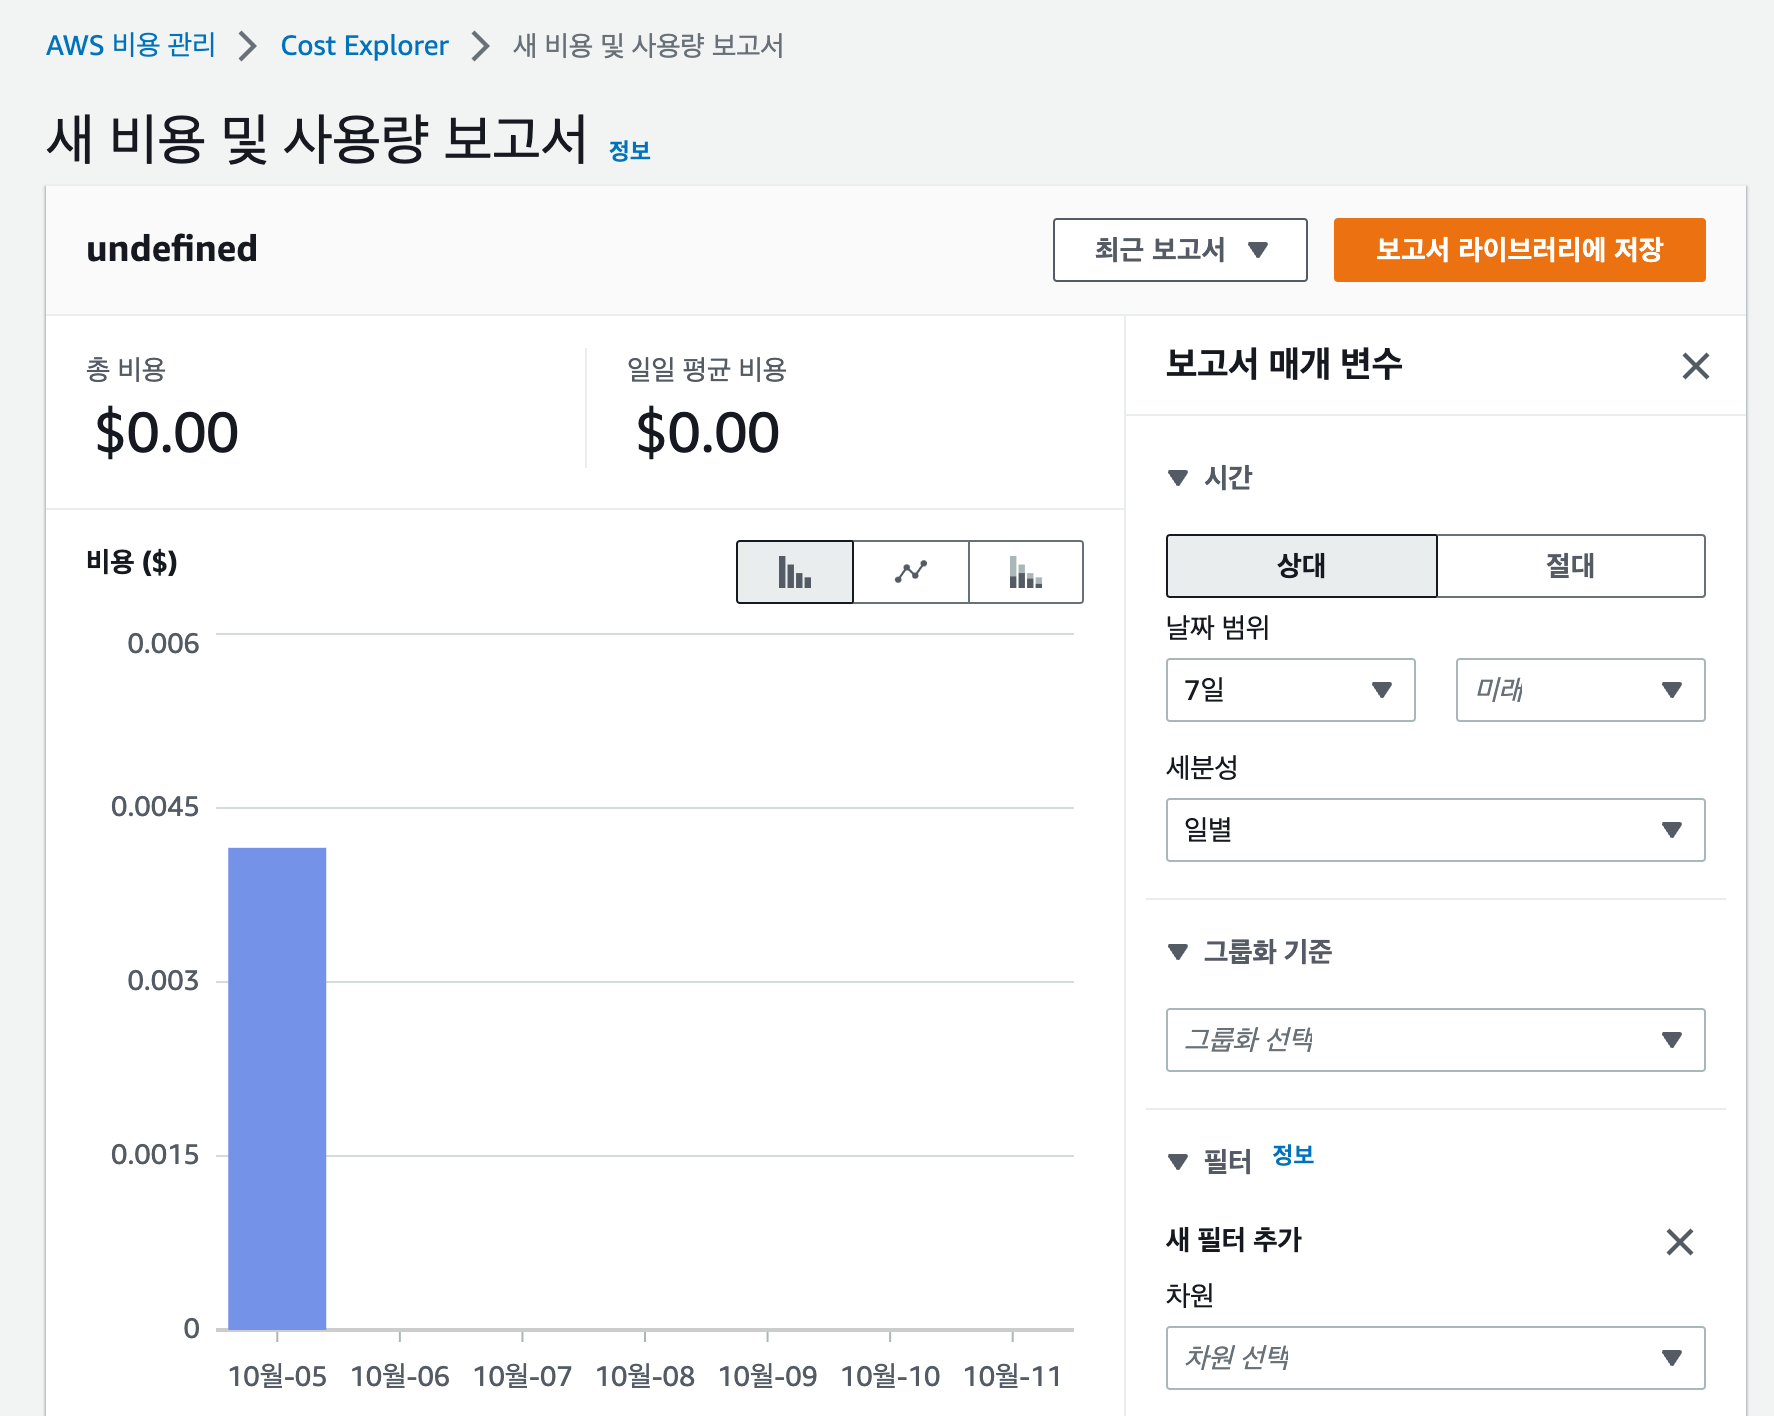 AWS 비용 관리 > Cost Explorer > 새 비용 및 사용량 보고서
새 비용 및 사용량 보고서 정보
undefined
최근 보고서
보고서 라이브러리에 저장
총 비용
$0.00
일일 평균 비용
$0.00
비용 ($)
0.006
0.0045
0.003
0.0015
0
10월-05 10월-06 10월-07 10월-08 10월-09 10월-10 10월-11
보고서 매개 변수
시간
상대
절대
날짜 범위
7일
미래
세분성
일별
그룹화 기준
그룹화 선택
필터 정보
새 필터 추가
차원
차원 선택